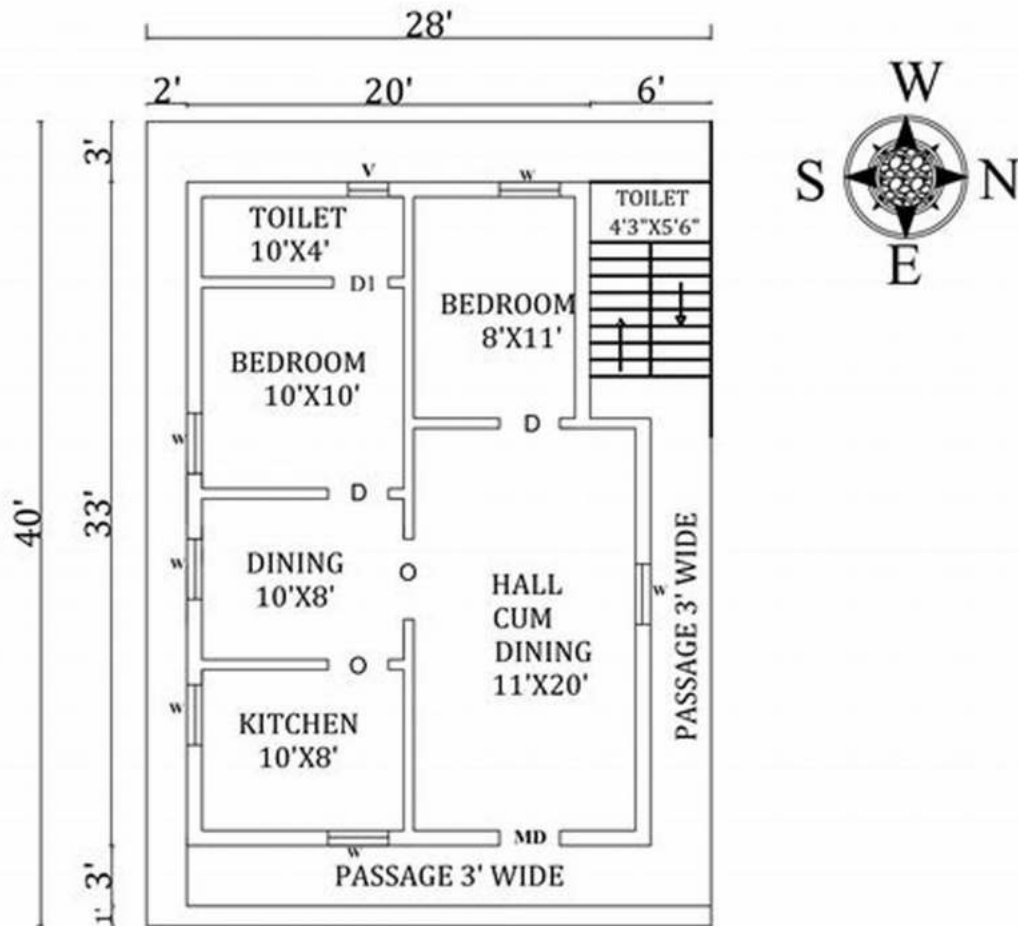 28'
2'
20'
6'
W
S
N
E
3'
V
W
TOILET
10'X4'
TOILET
4'3"X5'6"
D1
BEDROOM
8'X11'
BEDROOM
10'X10'
D
W
D
40'
33'
W
DINING
10'X8'
O
HALL
CUM
DINING
11'X20'
W
PASSAGE 3' WIDE
O
W
KITCHEN
10'X8'
MD
W
PASSAGE 3' WIDE
3'
1'